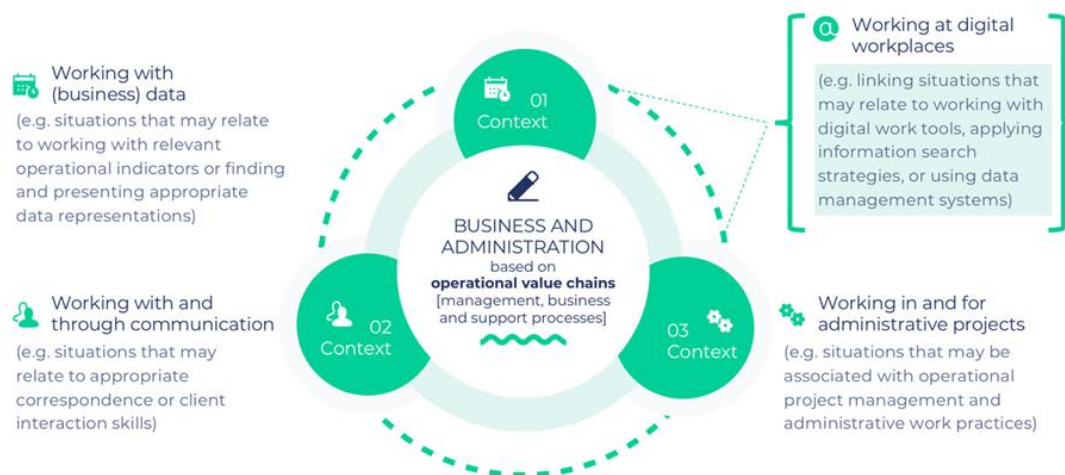 Working with
(business) data
(e.g. situations that may relate
to working with relevant
operational indicators or finding
and presenting appropriate
data representations)
01
Context
@ Working at digital
workplaces
(e.g. linking situations that
may relate to working with
digital work tools, applying
information search
strategies, or using data
management systems)
BUSINESS AND
ADMINISTRATION
based on
operational value chains
[management, business
and support processes]
Working with and
through communication
(e.g. situations that may
relate to appropriate
correspondence or client
interaction skills)
02
Context
03
Context
Working in and for
administrative projects
(e.g. situations that may be
associated with operational
project management and
administrative work practices)